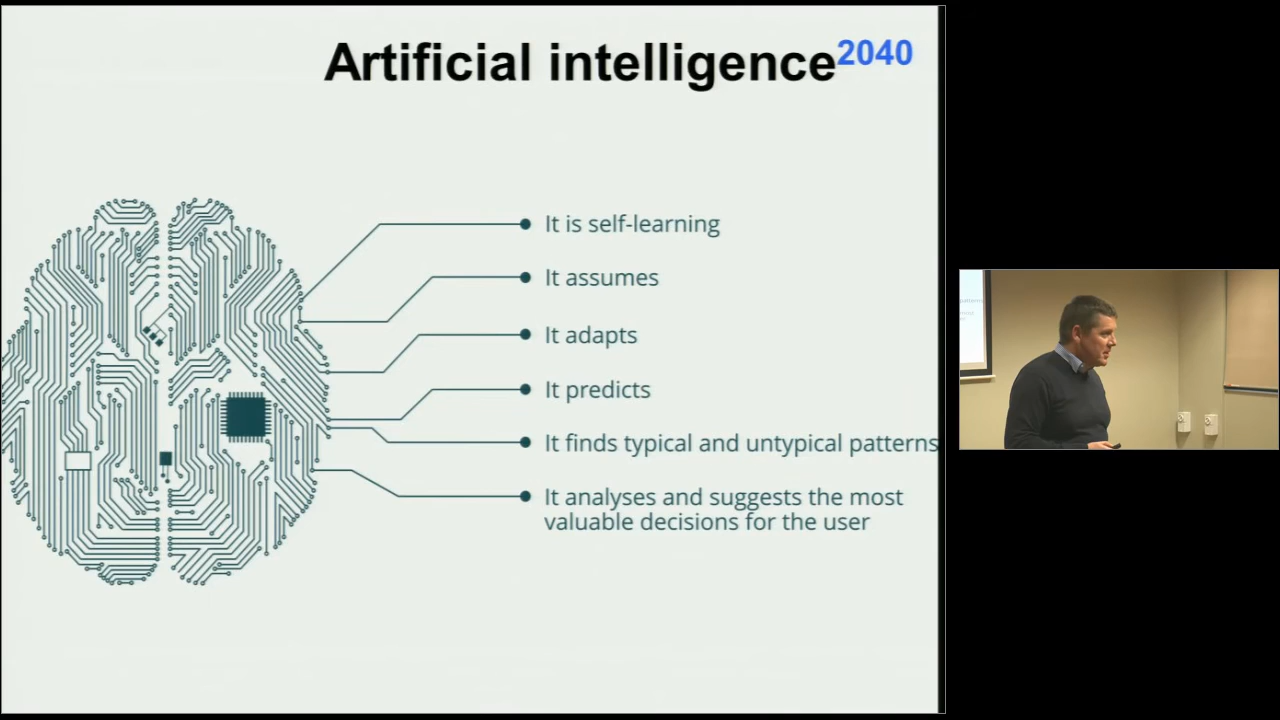 Artificial intelligence2040
It is self-learning
It assumes
It adapts
It predicts
It finds typical and untypical patterns
It analyses and suggests the most
valuable decisions for the user
patterns